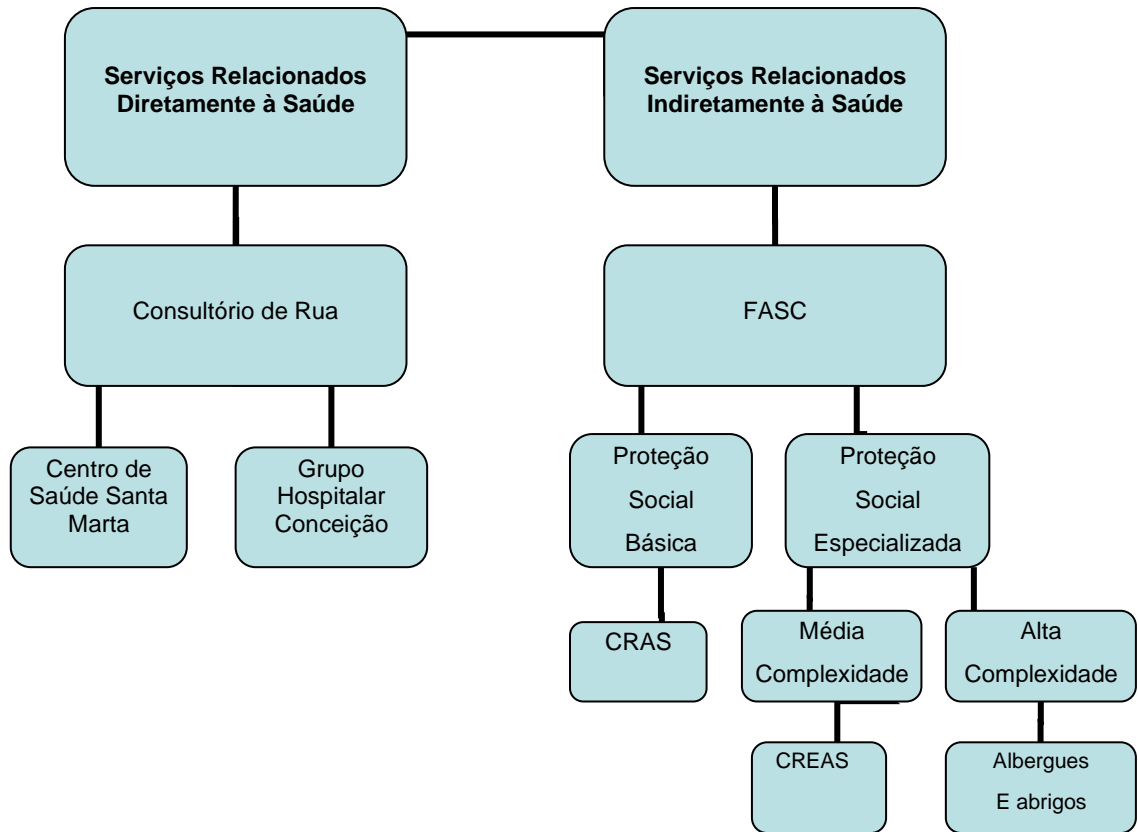 Serviços Relacionados
Diretamente à Saúde
Serviços Relacionados
Indiretamente à Saúde
Consultório de Rua
FASC
Centro de
Saúde Santa
Marta
Grupo
Hospitalar
Conceição
Proteção
Social
Básica
Proteção
Social
Especializada
CRAS
Média
Complexidade
Alta
Complexidade
CREAS
Albergues
E abrigos